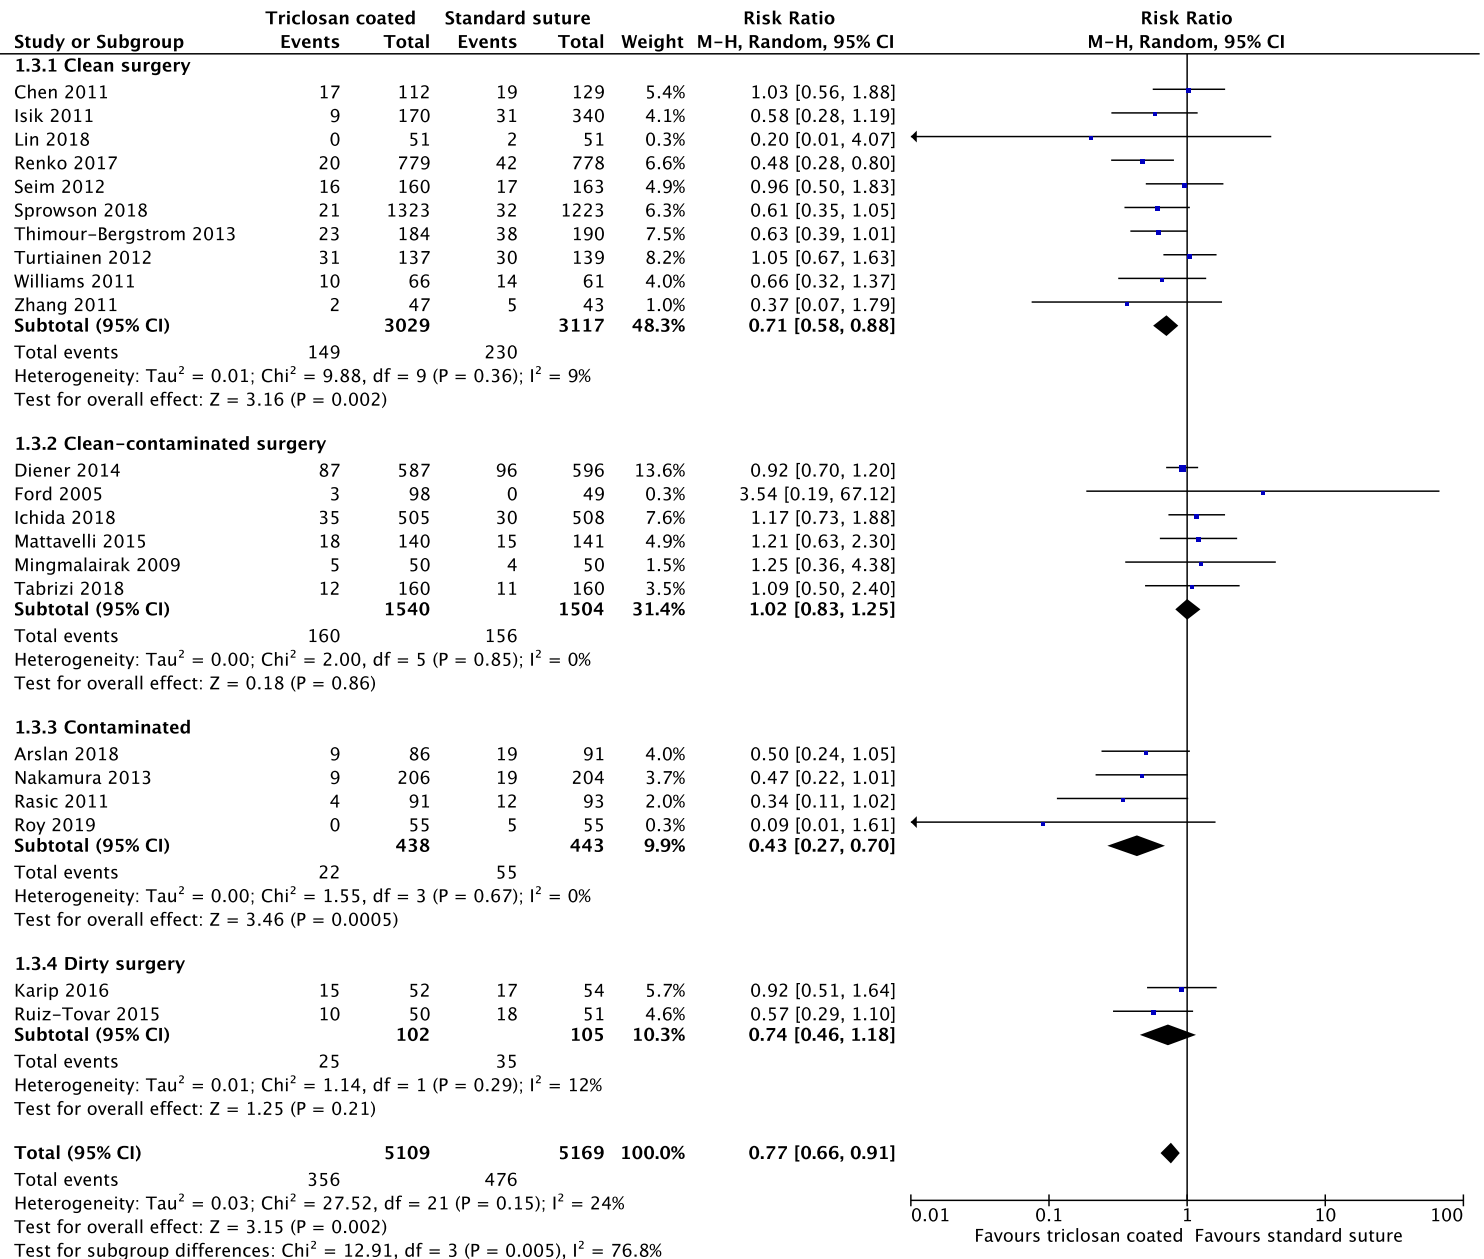 Triclosan coated Standard suture Risk Ratio Risk Ratio
Study or Subgroup Events Total Events Total Weight M-H, Random, 95% CI M-H, Random, 95% CI
1.3.1 Clean surgery
Chen 2011 17 112 19 129 5.4% 1.03 [0.56, 1.88]
Isik 2011 9 170 31 340 4.1% 0.58 [0.28, 1.19]
Lin 2018 0 51 2 51 0.3% 0.20 [0.01, 4.07]
Renko 2017 20 779 42 778 6.6% 0.48 [0.28, 0.80]
Seim 2012 16 160 17 163 4.9% 0.96 [0.50, 1.83]
Sprowson 2018 21 1323 32 1223 6.3% 0.61 [0.35, 1.05]
Thimour-Bergstrom 2013 23 184 38 190 7.5% 0.63 [0.39, 1.01]
Turtiainen 2012 31 137 30 139 8.2% 1.05 [0.67, 1.63]
Williams 2011 10 66 14 61 4.0% 0.66 [0.32, 1.37]
Zhang 2011 2 47 5 43 1.0% 0.37 [0.07, 1.79]
Subtotal (95% CI) 3029 3117 48.3% 0.71 [0.58, 0.88]
Total events 149 230
Heterogeneity: Tau² = 0.01; Chi² = 9.88, df = 9 (P = 0.36); I² = 9%
Test for overall effect: Z = 3.16 (P = 0.002)
1.3.2 Clean-contaminated surgery
Diener 2014 87 587 96 596 13.6% 0.92 [0.70, 1.20]
Ford 2005 3 98 0 49 0.3% 3.54 [0.19, 67.12]
Ichida 2018 35 505 30 508 7.6% 1.17 [0.73, 1.88]
Mattavelli 2015 18 140 15 141 4.9% 1.21 [0.63, 2.30]
Mingmalairak 2009 5 50 4 50 1.5% 1.25 [0.36, 4.38]
Tabrizi 2018 12 160 11 160 3.5% 1.09 [0.50, 2.40]
Subtotal (95% CI) 1540 1504 31.4% 1.02 [0.83, 1.25]
Total events 160 156
Heterogeneity: Tau² = 0.00; Chi² = 2.00, df = 5 (P = 0.85); I² = 0%
Test for overall effect: Z = 0.18 (P = 0.86)
1.3.3 Contaminated
Arslan 2018 9 86 19 91 4.0% 0.50 [0.24, 1.05]
Nakamura 2013 9 206 19 204 3.7% 0.47 [0.22, 1.01]
Rasic 2011 4 91 12 93 2.0% 0.34 [0.11, 1.02]
Roy 2019 0 55 5 55 0.3% 0.09 [0.01, 1.61]
Subtotal (95% CI) 438 443 9.9% 0.43 [0.27, 0.70]
Total events 22 55
Heterogeneity: Tau² = 0.00; Chi² = 1.55, df = 3 (P = 0.67); I² = 0%
Test for overall effect: Z = 3.46 (P = 0.0005)
1.3.4 Dirty surgery
Karip 2016 15 52 17 54 5.7% 0.92 [0.51, 1.64]
Ruiz-Tovar 2015 10 50 18 51 4.6% 0.57 [0.29, 1.10]
Subtotal (95% CI) 102 105 10.3% 0.74 [0.46, 1.18]
Total events 25 35
Heterogeneity: Tau² = 0.01; Chi² = 1.14, df = 1 (P = 0.29); I² = 12%
Test for overall effect: Z = 1.25 (P = 0.21)
Total (95% CI) 5109 5169 100.0% 0.77 [0.66, 0.91]
Total events 356 476
Heterogeneity: Tau² = 0.03; Chi² = 27.52, df = 21 (P = 0.15); I² = 24%
Test for overall effect: Z = 3.15 (P = 0.002)
Test for subgroup differences: Chi² = 12.91, df = 3 (P = 0.005), I² = 76.8%
0.01 0.1 1 10 100
Favours triclosan coated Favours standard suture